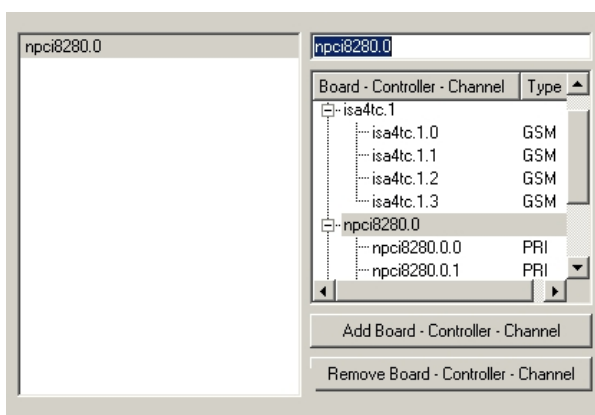 npci8280.0
npci8280.0
Board - Controller - Channel Type
isa4tc.1
isa4tc.1.0 GSM
isa4tc.1.1 GSM
isa4tc.1.2 GSM
isa4tc.1.3 GSM
npci8280.0
npci8280.0.0 PRI
npci8280.0.1 PRI
Add Board - Controller - Channel
Remove Board - Controller - Channel